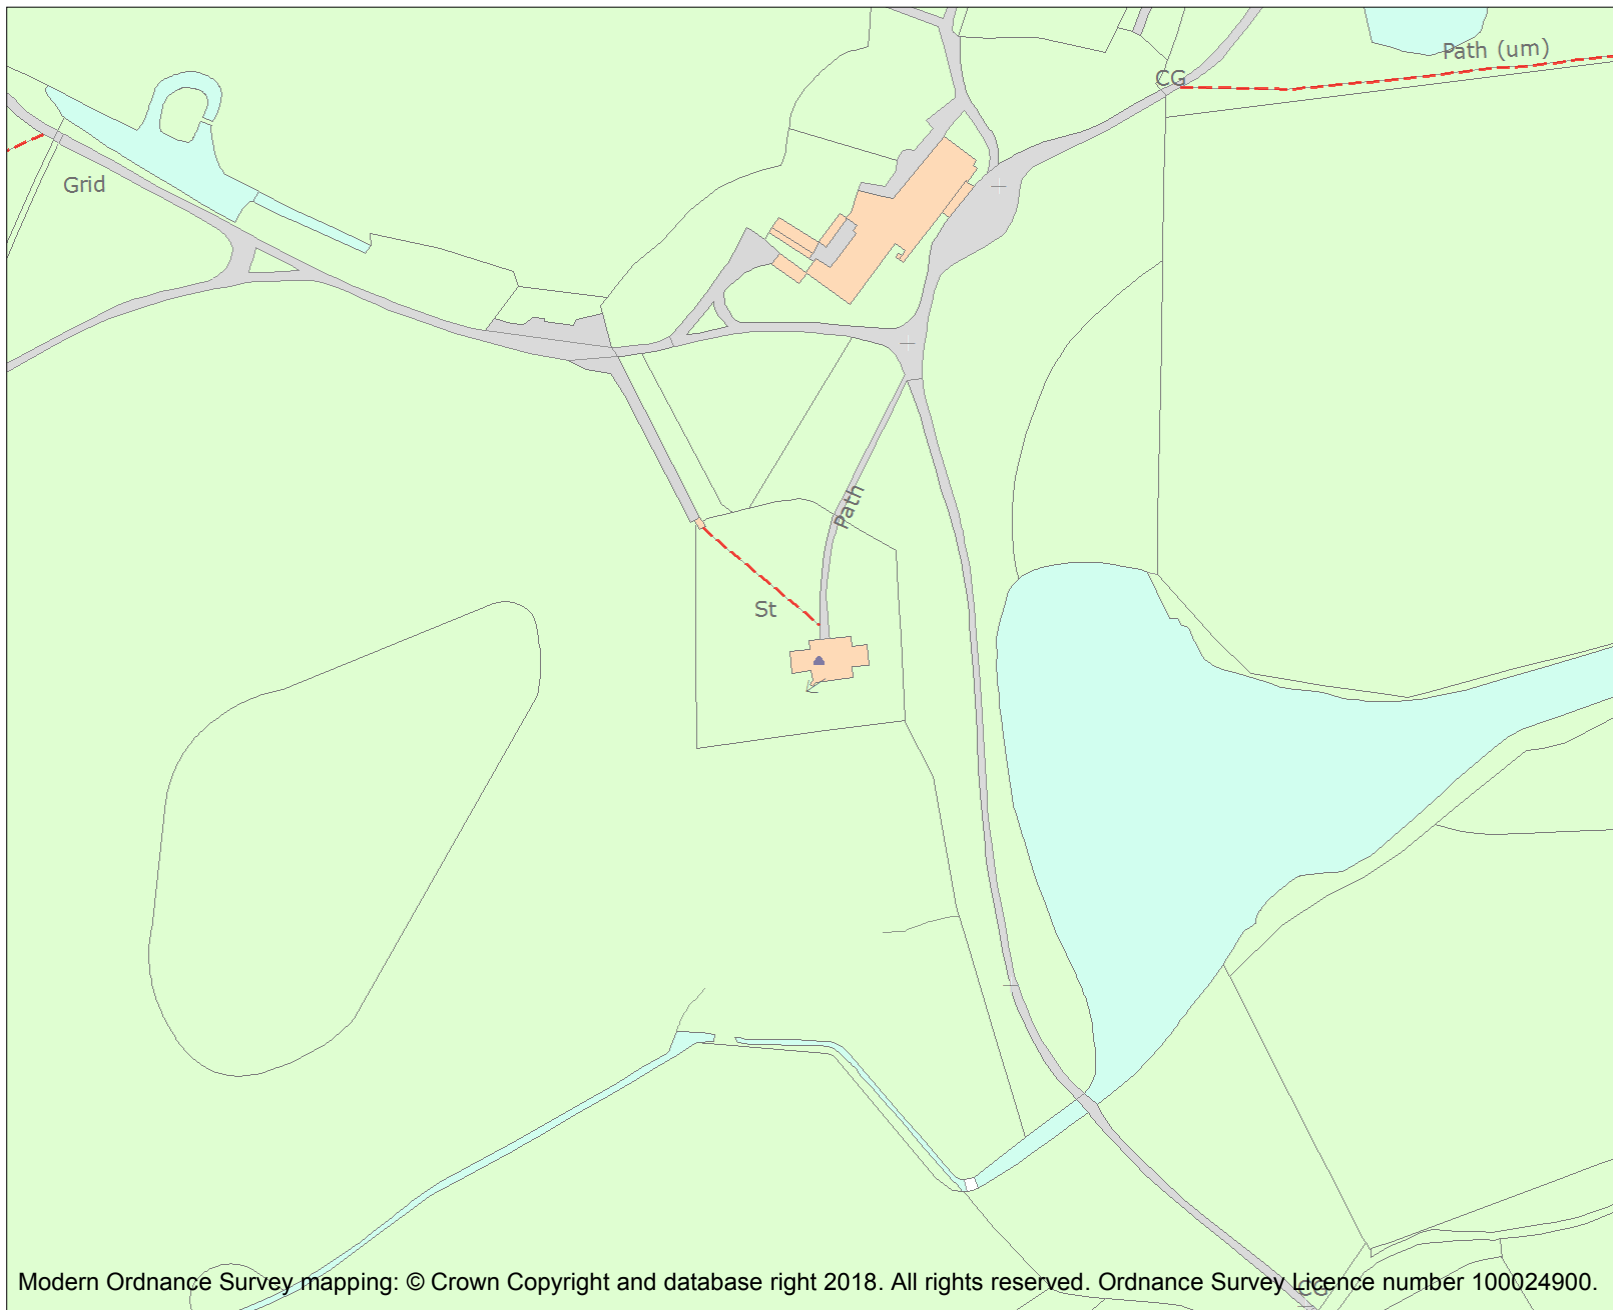 Path (um)
CG
Grid
Path
St
CG
Modern Ordnance Survey mapping: © Crown Copyright and database right 2018. All rights reserved. Ordnance Survey Licence number 100024900.